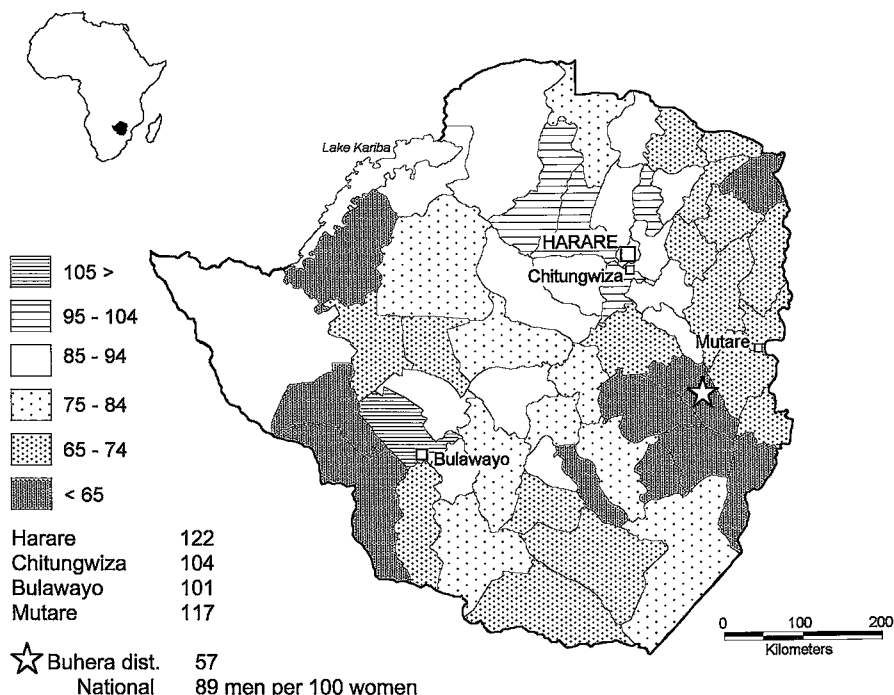 Lake Kariba
HARARE
Chitungwiza
Mutare
Bulawayo
105 >
95 - 104
85 - 94
75 - 84
65 - 74
< 65
Harare 122
Chitungwiza 104
Bulawayo 101
Mutare 117
Buhera dist. 57
National 89 men per 100 women
0 100 200
Kilometers